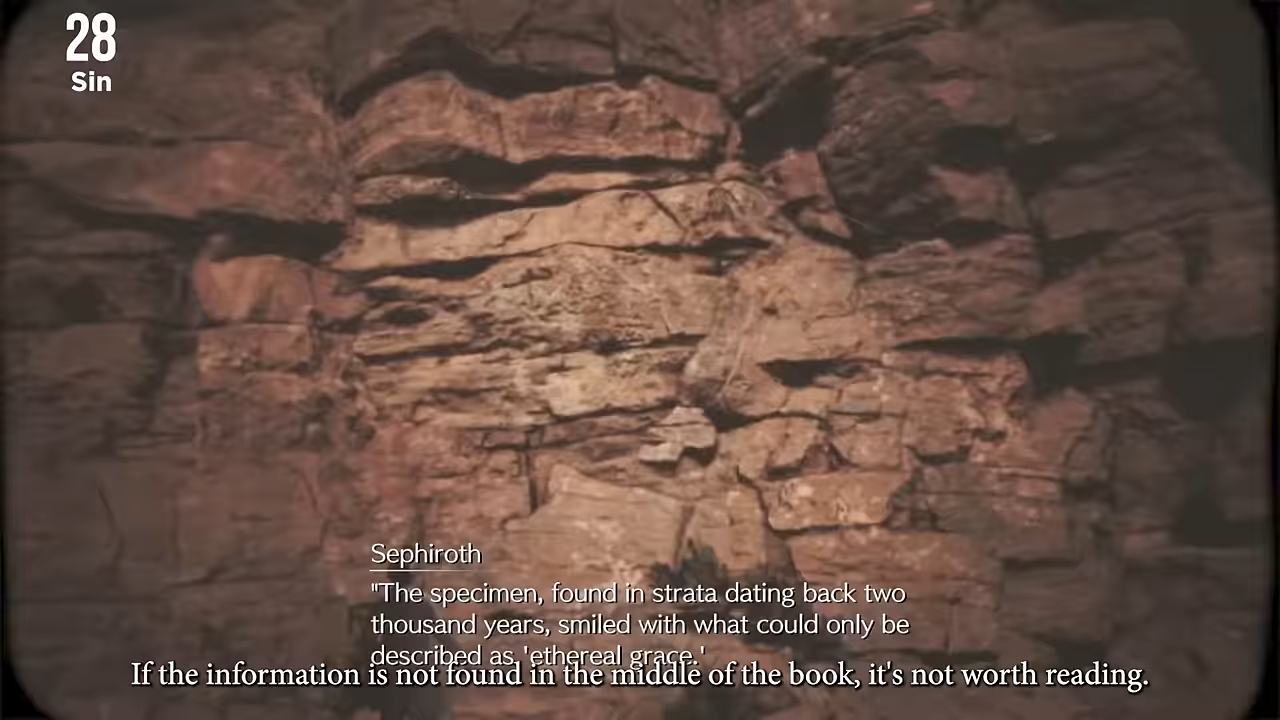 28
Sin
Sephiroth
"The specimen, found in strata dating back two
thousand years, smiled with what could only be
described as 'ethereal grace.'
If the information is not found in the middle of the book, it's not worth reading.